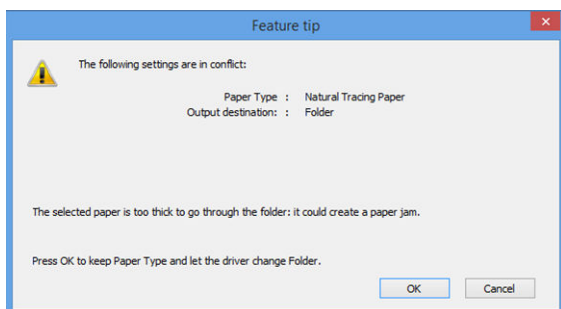 Feature tip
The following settings are in conflict:
Paper Type : Natural Tracing Paper
Output destination: : Folder
The selected paper is too thick to go through the folder: it could create a paper jam.
Press OK to keep Paper Type and let the driver change Folder.
OK Cancel